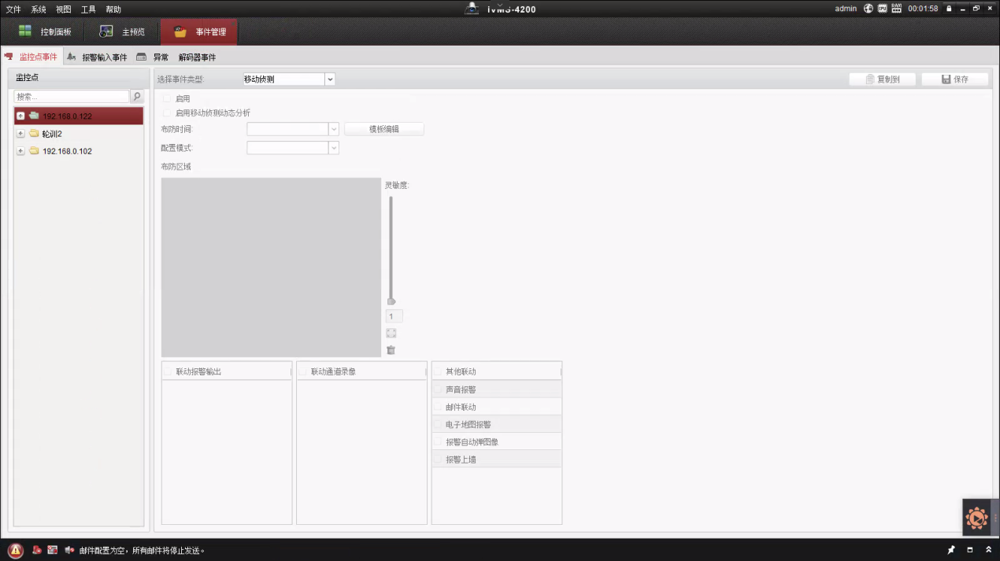 文件 系统 视图 工具 帮助 iVMS-4200 admin 00:01:58
控制面板 主预览 事件管理
监控点事件 报警输入事件 异常 解码器事件
监控点 选择事件类型: 移动侦测 复制到 保存
搜索...
启用
启用移动侦测动态分析
192.168.0.122
轮训2
192.168.0.102
布防时间: 模板编辑
配置模式:
布防区域
灵敏度:
1
联动报警输出 联动通道录像 其他联动
声音报警
邮件联动
电子地图报警
报警自动弹图像
报警上墙
邮件配置为空，所有邮件将停止发送。